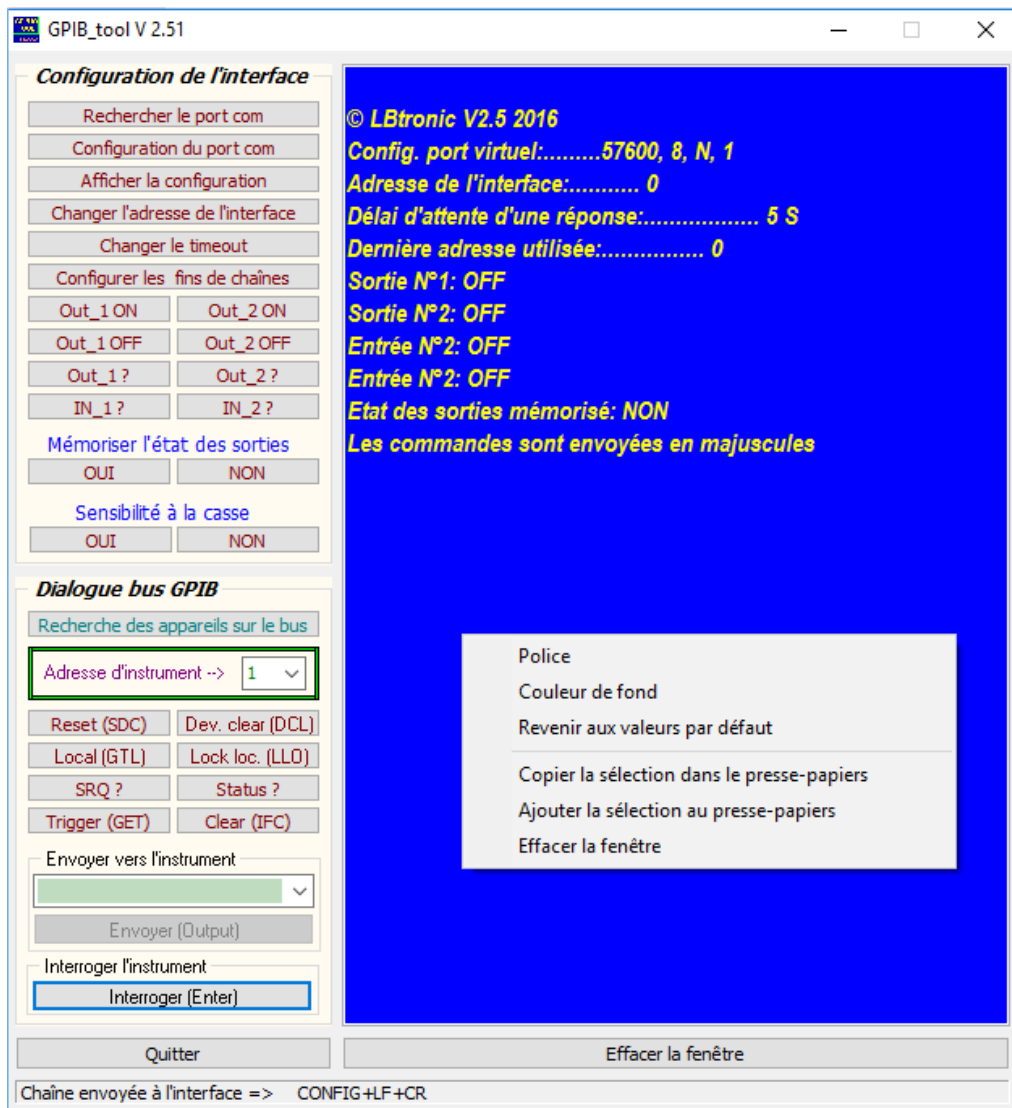 GPIB_tool V 2.51
Configuration de l'interface
Rechercher le port com
Configuration du port com
Afficher la configuration
Changer l'adresse de l'interface
Changer le timeout
Configurer les fins de chaînes
Out_1 ON Out_2 ON
Out_1 OFF Out_2 OFF
Out_1 ? Out_2 ?
IN_1 ? IN_2 ?
Mémoriser l'état des sorties
OUI NON
Sensibilité à la casse
OUI NON
Dialogue bus GPIB
Recherche des appareils sur le bus
Adresse d'instrument --> 1
Reset (SDC) Dev. clear (DCL)
Local (GTL) Lock loc. (LLO)
SRQ ? Status ?
Trigger (GET) Clear (IFC)
Envoyer vers l'instrument
Envoyer (Output)
Interroger l'instrument
Interroger (Enter)
© LBtronic V2.5 2016
Config. port virtuel:.........57600, 8, N, 1
Adresse de l'interface:........... 0
Délai d'attente d'une réponse:.................. 5 S
Dernière adresse utilisée:................ 0
Sortie N°1: OFF
Sortie N°2: OFF
Entrée N°2: OFF
Entrée N°2: OFF
Etat des sorties mémorisé: NON
Les commandes sont envoyées en majuscules
Police
Couleur de fond
Revenir aux valeurs par défaut
Copier la sélection dans le presse-papiers
Ajouter la sélection au presse-papiers
Effacer la fenêtre
Quitter
Effacer la fenêtre
Chaîne envoyée à l'interface => CONFIG+LF+CR